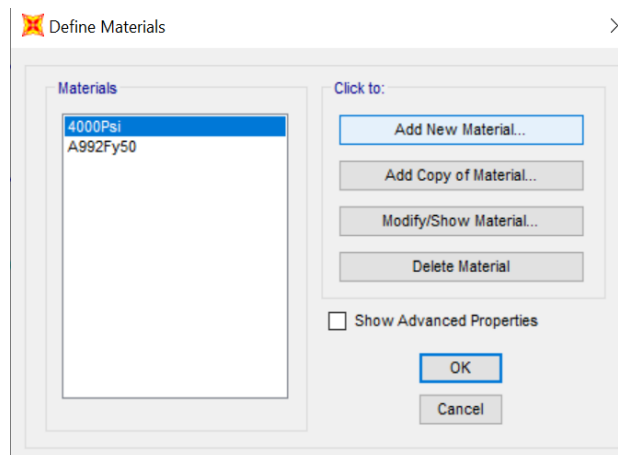 Define Materials
Materials
4000Psi
A992Fy50
Click to:
Add New Material...
Add Copy of Material...
Modify/Show Material...
Delete Material
Show Advanced Properties
OK
Cancel